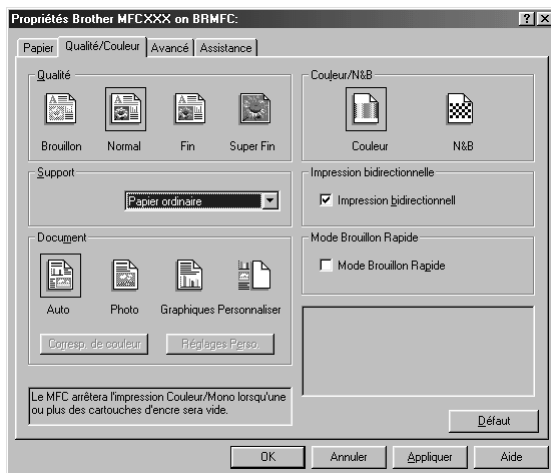 Propriétés Brother MFCXXX on BRMFC:
Papier Qualité/Couleur Avancé Assistance
Qualité
Brouillon Normal Fin Super Fin
Couleur/N&B
Couleur N&B
Support
Papier ordinaire
Impression bidirectionnelle
Impression bidirectionnell
Document
Auto Photo Graphiques Personnaliser
Corresp. de couleur Réglages Perso.
Mode Brouillon Rapide
Mode Brouillon Rapide
Le MFC arrêtera l'impression Couleur/Mono lorsqu'une
ou plus des cartouches d'encre sera vide.
Défaut
OK Annuler Appliquer Aide